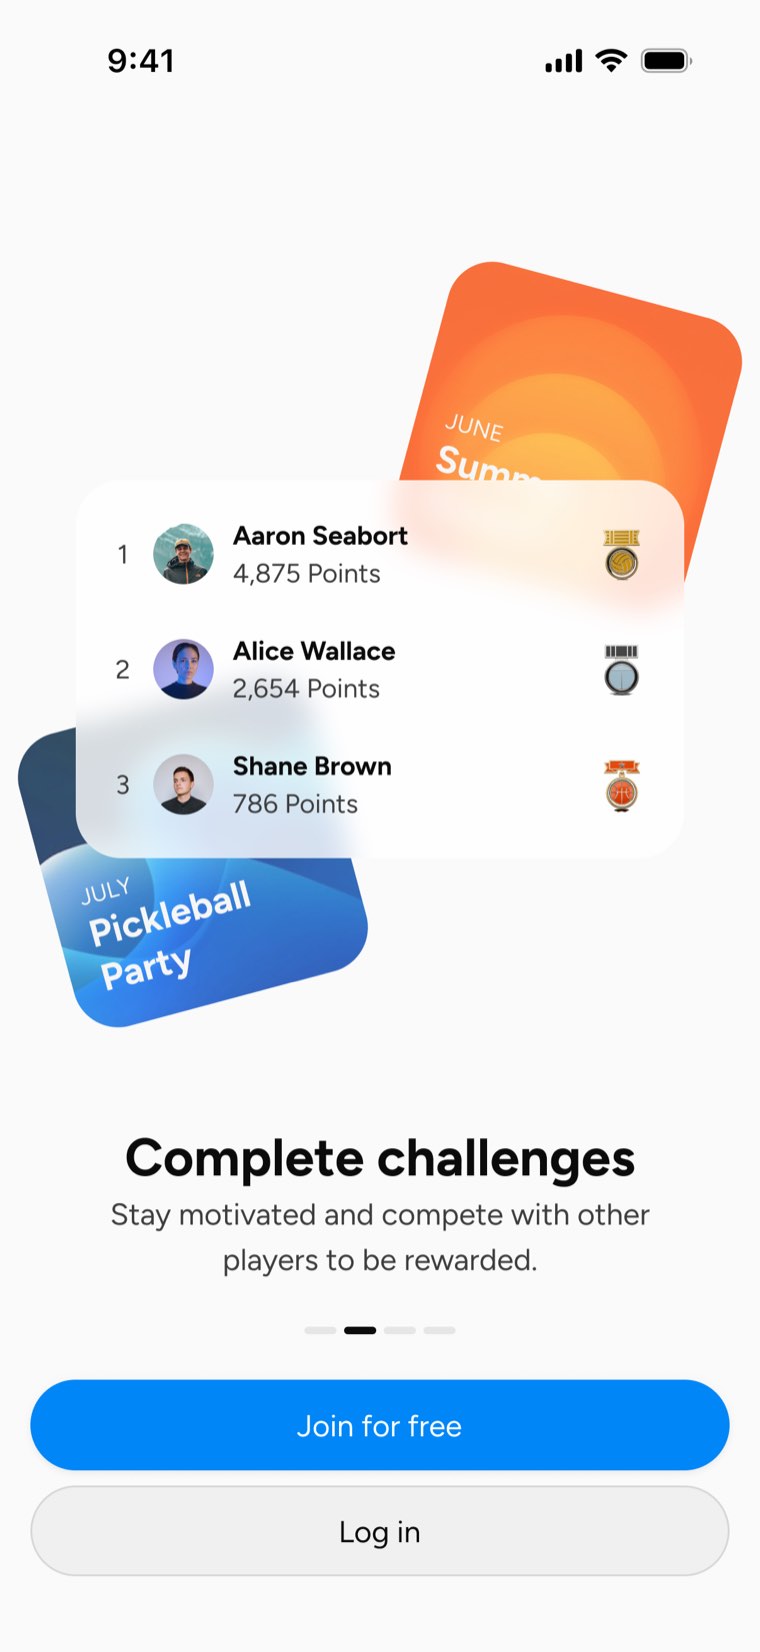 9:41
JUNE
1
Aaron Seabort
4,875 Points
2
Alice Wallace
2,654 Points
3
Shane Brown
786 Points
JULY
Pickleball
Party
Complete challenges
Stay motivated and compete with other
players to be rewarded.
Join for free
Log in